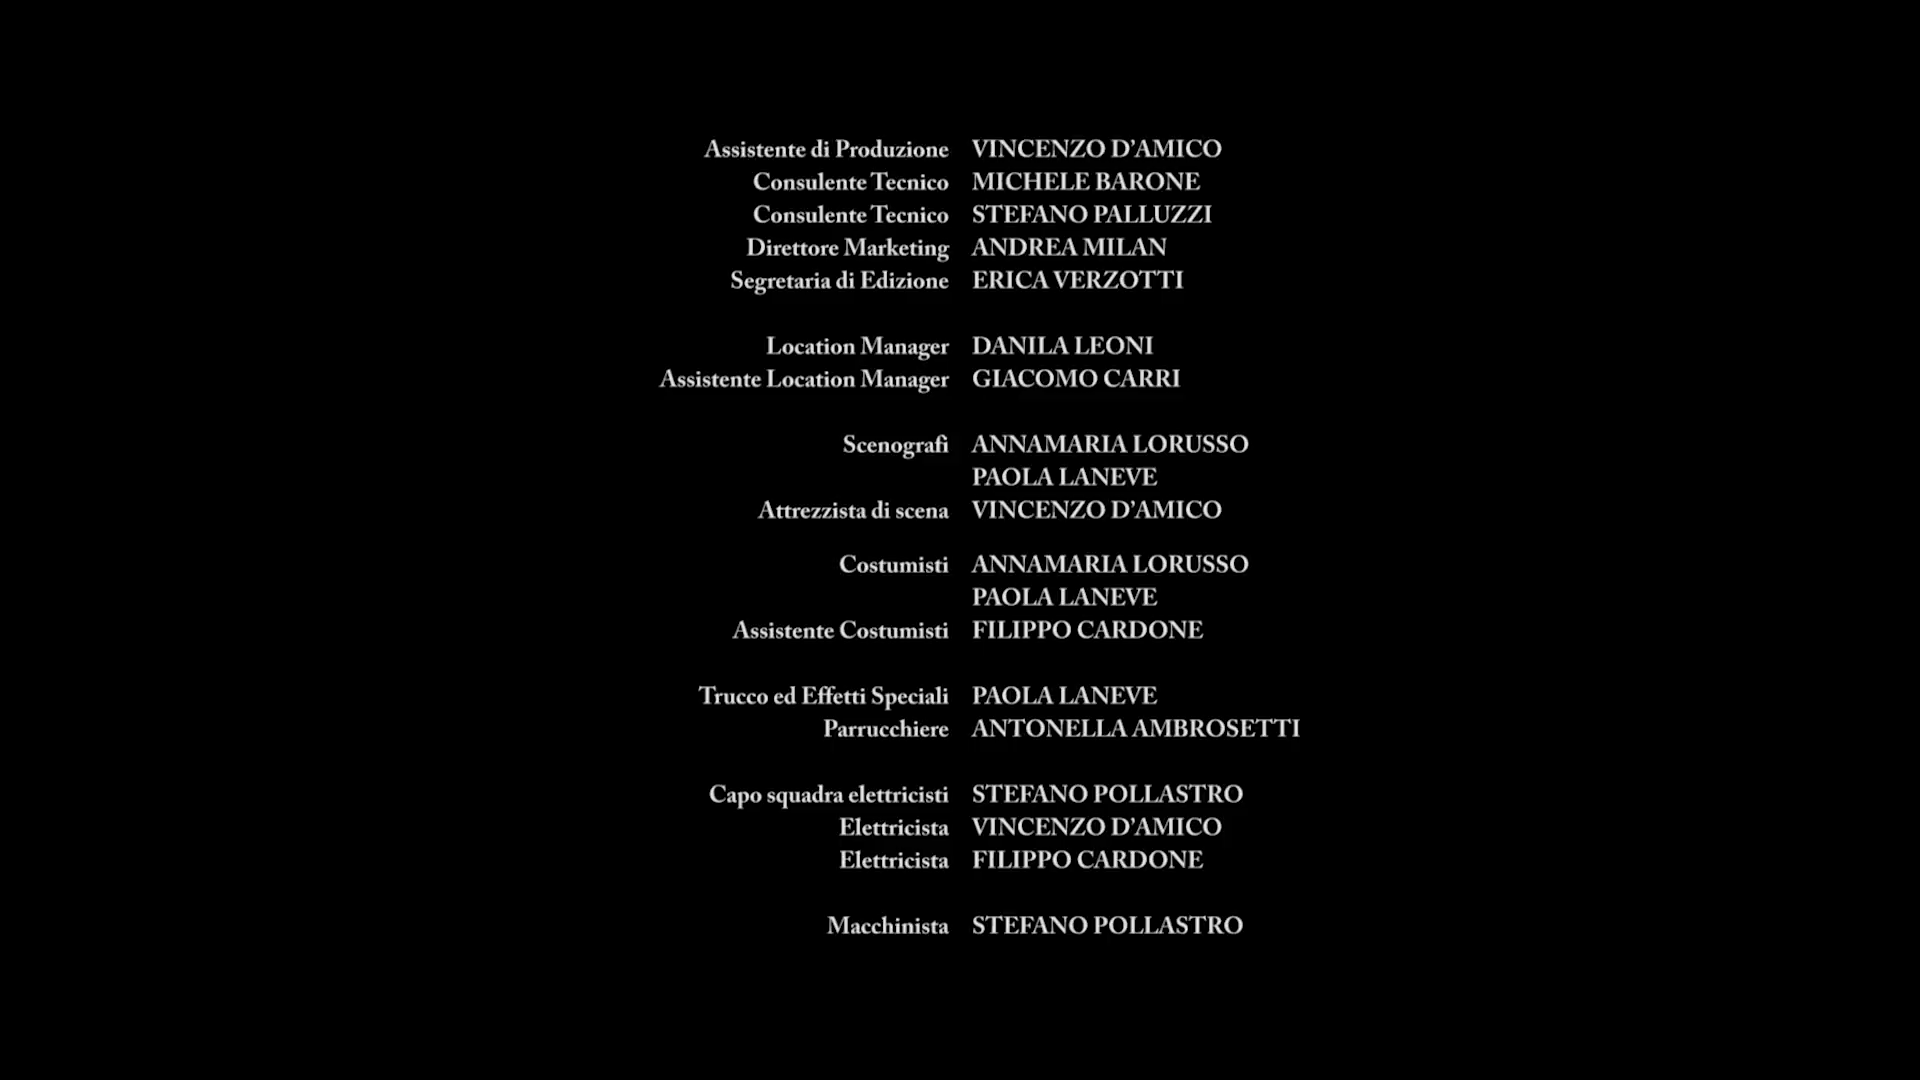 Assistente di Produzione VINCENZO D’AMICO
Consulente Tecnico MICHELE BARONE
Consulente Tecnico STEFANO PALLUZZI
Direttore Marketing ANDREA MILAN
Segretaria di Edizione ERICA VERZOTTI
Location Manager DANILA LEONI
Assistente Location Manager GIACOMO CARRI
Scenografi ANNAMARIA LORUSSO
PAOLA LANEVE
Attrezzista di scena VINCENZO D’AMICO
Costumisti ANNAMARIA LORUSSO
PAOLA LANEVE
Assistente Costumisti FILIPPO CARDONE
Trucco ed Effetti Speciali PAOLA LANEVE
Parrucchiere ANTONELLA AMBROSETTI
Capo squadra elettricisti STEFANO POLLASTRO
Elettricista VINCENZO D’AMICO
Elettricista FILIPPO CARDONE
Macchinista STEFANO POLLASTRO